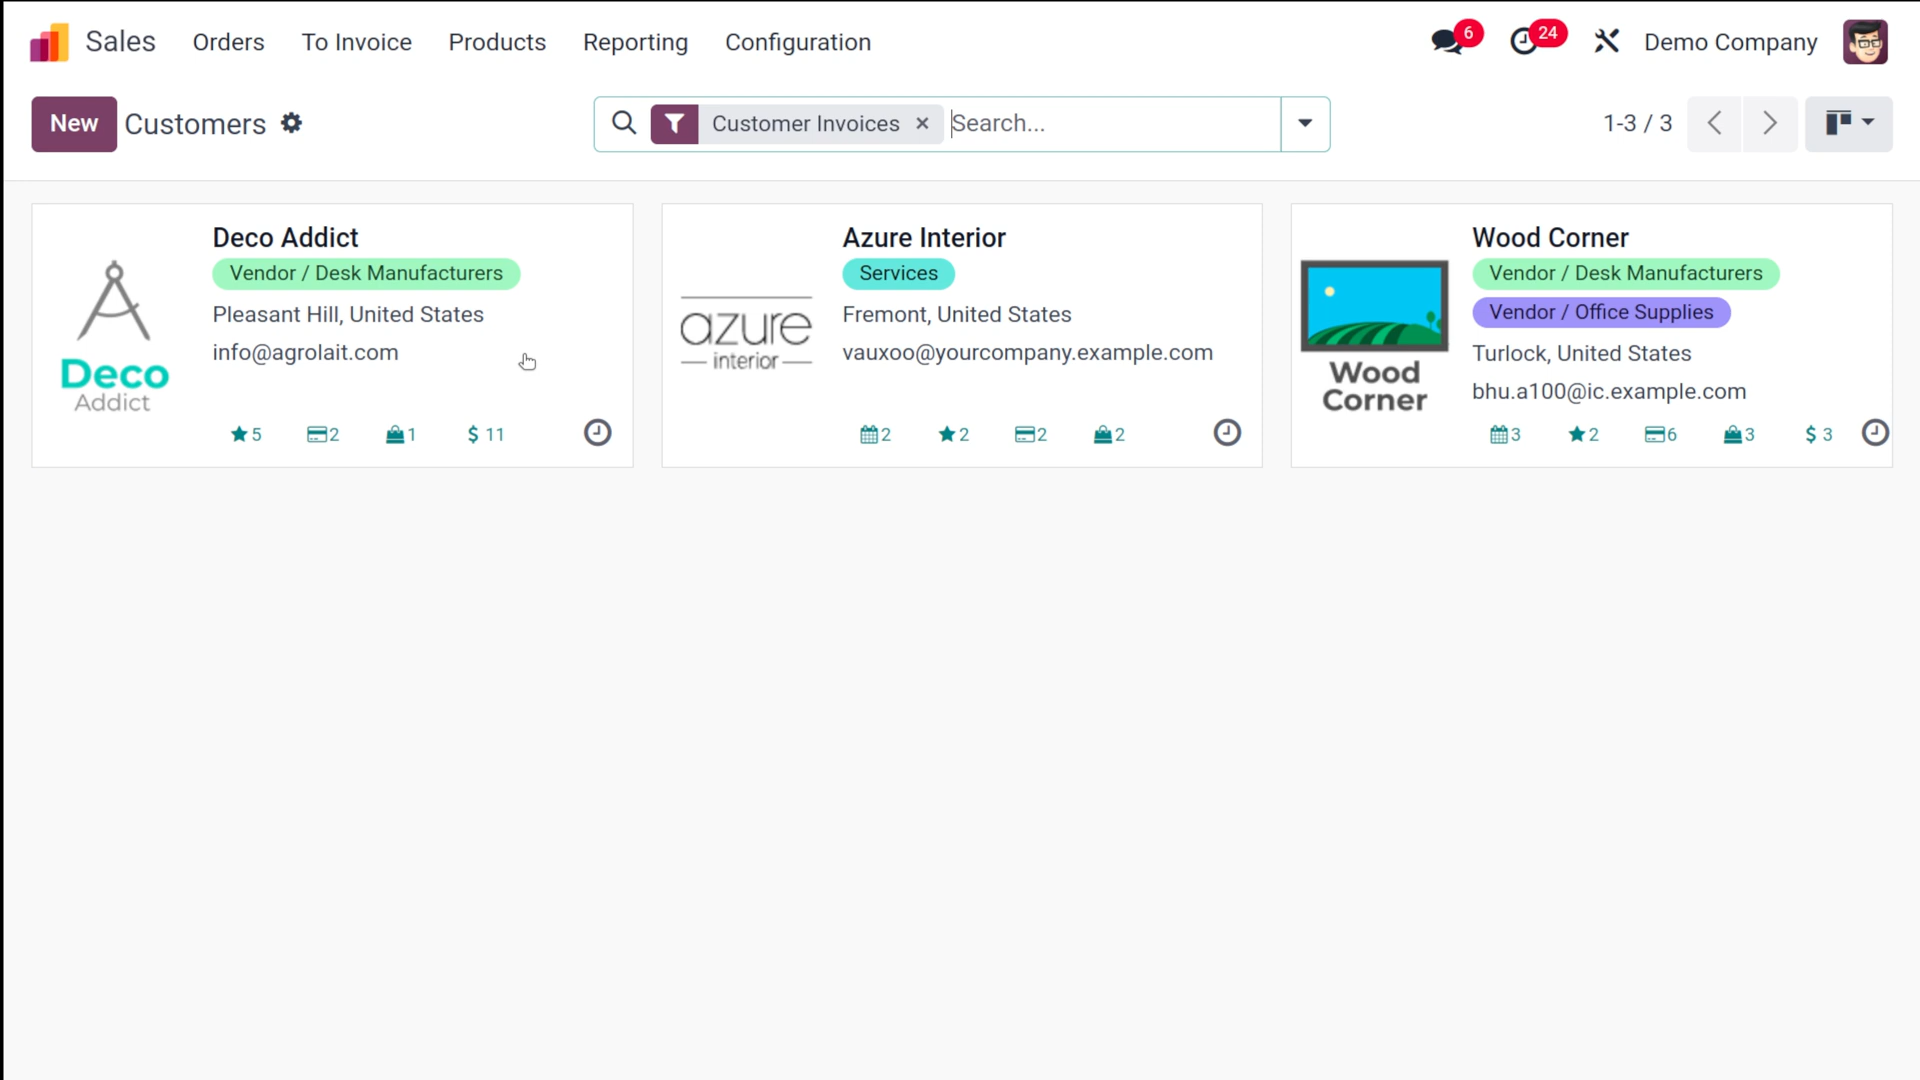 Sales Orders To Invoice Products Reporting Configuration 6 24 Demo Company
New Customers Customer Invoices × Search... 1-3 / 3
Deco Addict
Vendor / Desk Manufacturers
Pleasant Hill, United States
info@agrolait.com
Deco
Addict
5 2 1 $ 11
Azure Interior
Services
Fremont, United States
vauxoo@yourcompany.example.com
azure
interior
2 2 2 2
Wood Corner
Vendor / Desk Manufacturers
Vendor / Office Supplies
Turlock, United States
bhu.a100@ic.example.com
Wood
Corner
3 2 6 3 $ 3